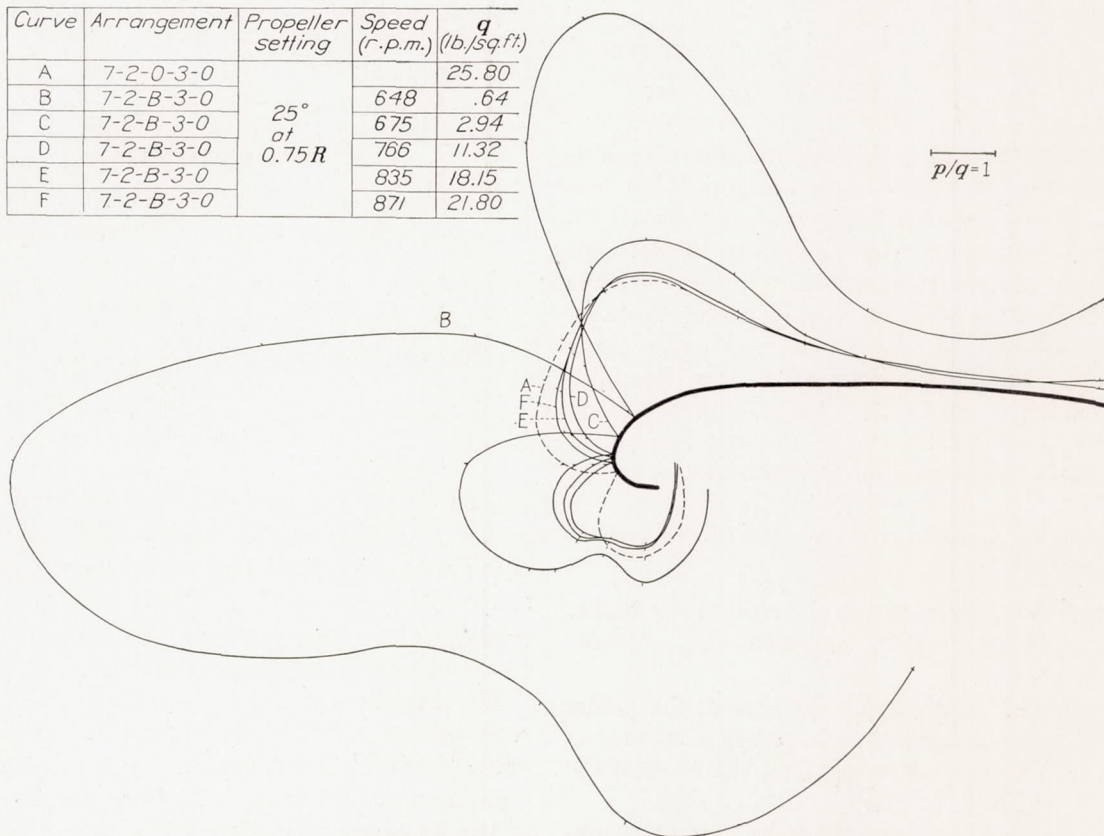 Curve Arrangement Propeller setting Speed (r.p.m.) q (lb./sq.ft.)
A 7-2-0-3-0 25.80
B 7-2-B-3-0 648 .64
C 7-2-B-3-0 675 2.94
D 7-2-B-3-0 766 11.32
E 7-2-B-3-0 835 18.15
F 7-2-B-3-0 871 21.80
25°
at
0.75R
p/q=1
B
A
F
E
D
C